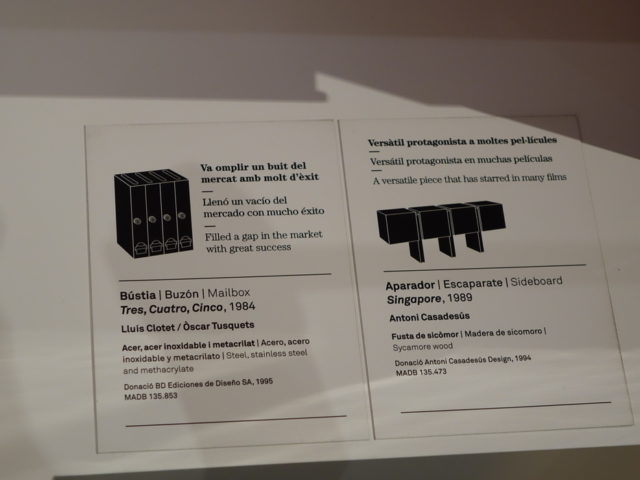 Va omplir un buit del
mercat amb molt d'èxit
Llenó un vacío del
mercado con mucho éxito
Filled a gap in the market
with great success
Bústia | Buzón | Mailbox
Tres, Cuatro, Cinco, 1984
Lluís Clotet / Òscar Tusquets
Acer, acer inoxidable i metacrilat | Acero, acero
inoxidable y metacrilato | Steel, stainless steel
and methacrylate
Donació BD Ediciones de Diseño SA, 1995
MADB 135.853
Versàtil protagonista a moltes pel·lícules
Versátil protagonista en muchas películas
A versatile piece that has starred in many films
Aparador | Escaparate | Sideboard
Singapore, 1989
Antoni Casadesús
Fusta de sicòmor | Madera de sicomoro |
Sycamore wood
Donació Antoni Casadesús Design, 1994
MADB 135.473